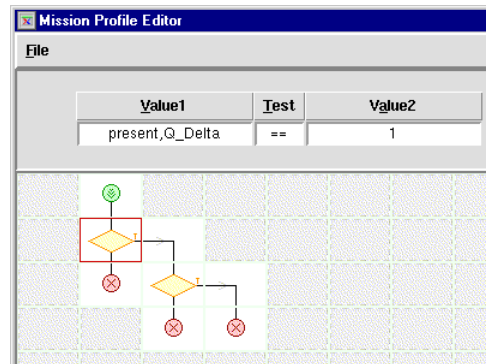 Mission Profile Editor
File
Value1 Test Value2
present,Q_Delta == 1
T
T